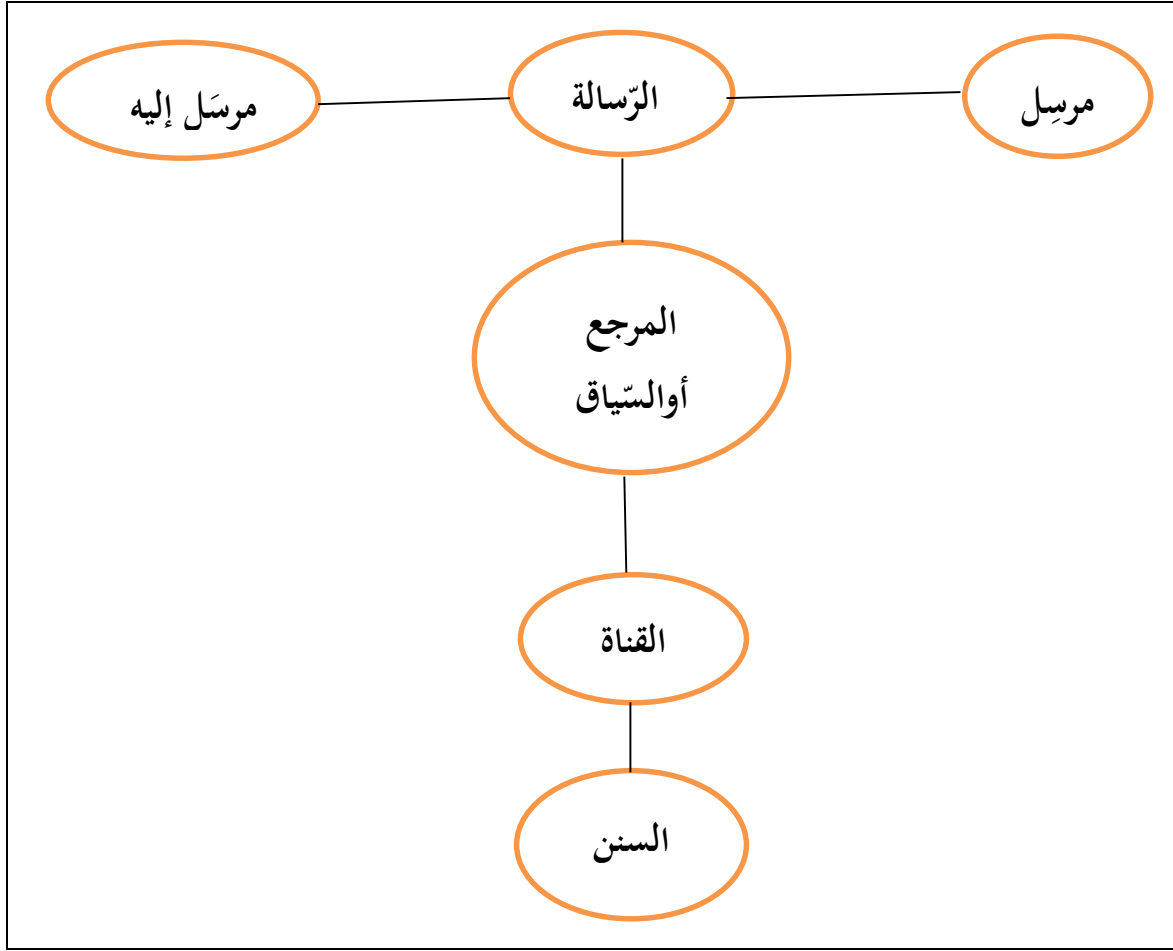 مرسِل
الرّسالة
مرسَل إليه
المرجع
أوالسّياق
القناة
السنن